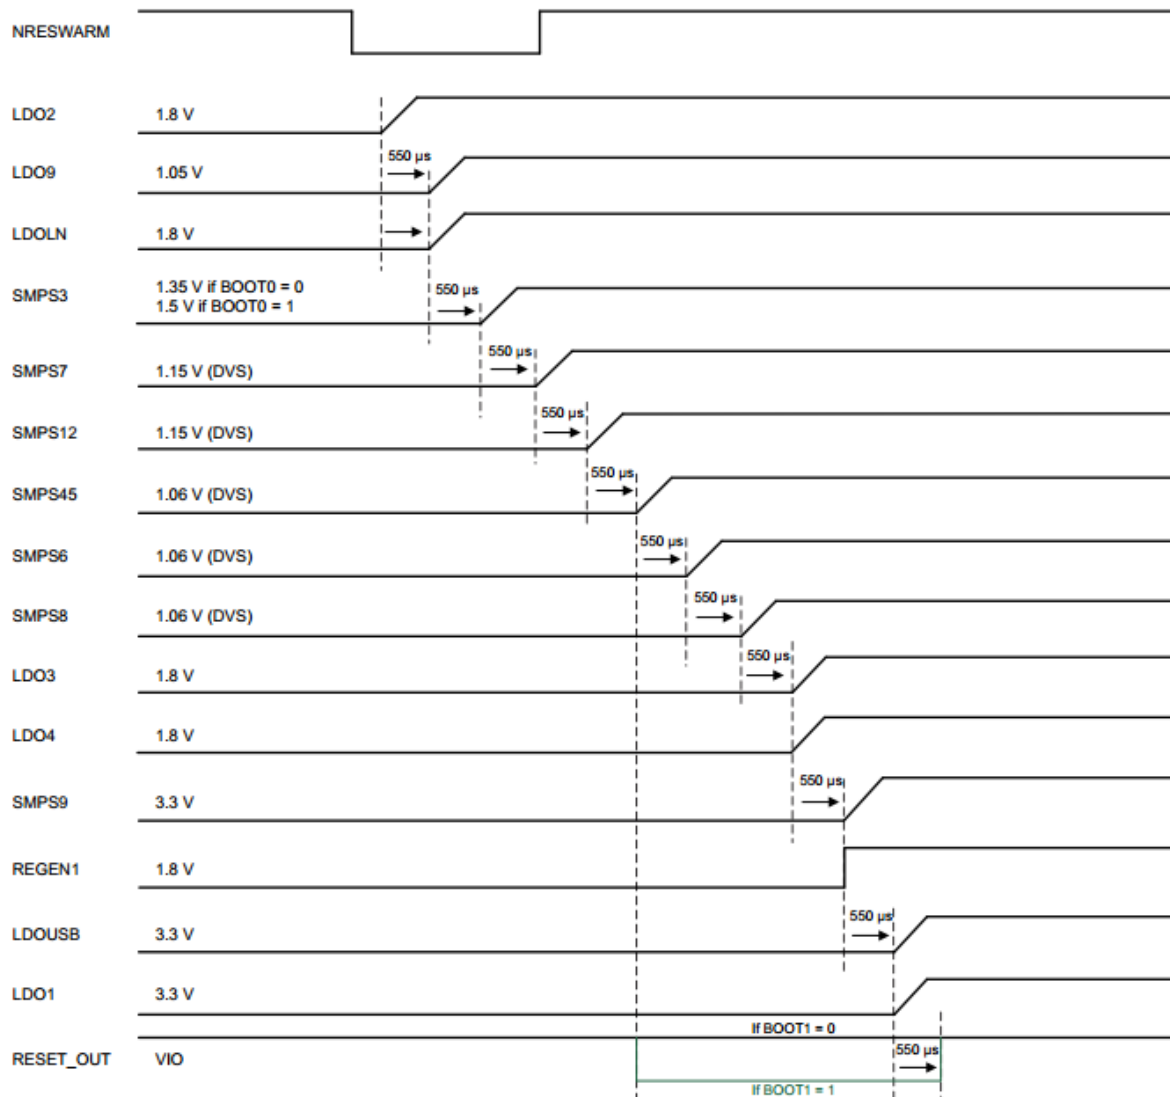 NRESWARM
LDO2 1.8 V
550 µs
LDO9 1.05 V
LDOLN 1.8 V
SMPS3 1.35 V if BOOT0 = 0
1.5 V if BOOT0 = 1
550 µs
SMPS7 1.15 V (DVS)
550 µs
SMPS12 1.15 V (DVS)
550 µs
SMPS45 1.06 V (DVS)
550 µs
SMPS6 1.06 V (DVS)
550 µs
SMPS8 1.06 V (DVS)
550 µs
LDO3 1.8 V
550 µs
LDO4 1.8 V
SMPS9 3.3 V
550 µs
REGEN1 1.8 V
LDOUSB 3.3 V
550 µs
LDO1 3.3 V
If BOOT1 = 0
RESET_OUT VIO
550 µs
If BOOT1 = 1